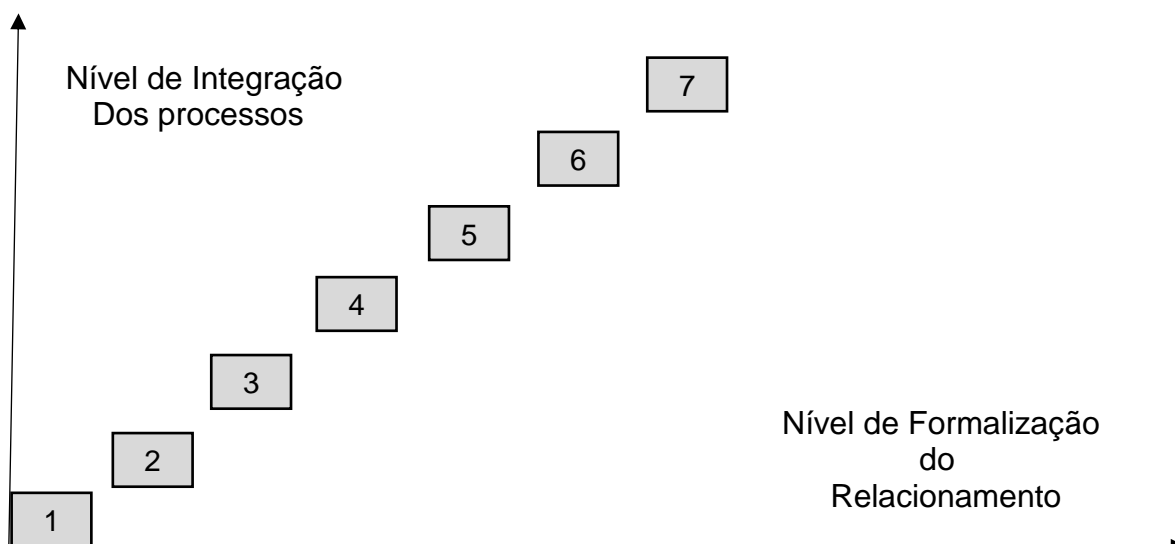 Nível de Integração
Dos processos
7
6
5
4
3
2
1
Nível de Formalização
do
Relacionamento